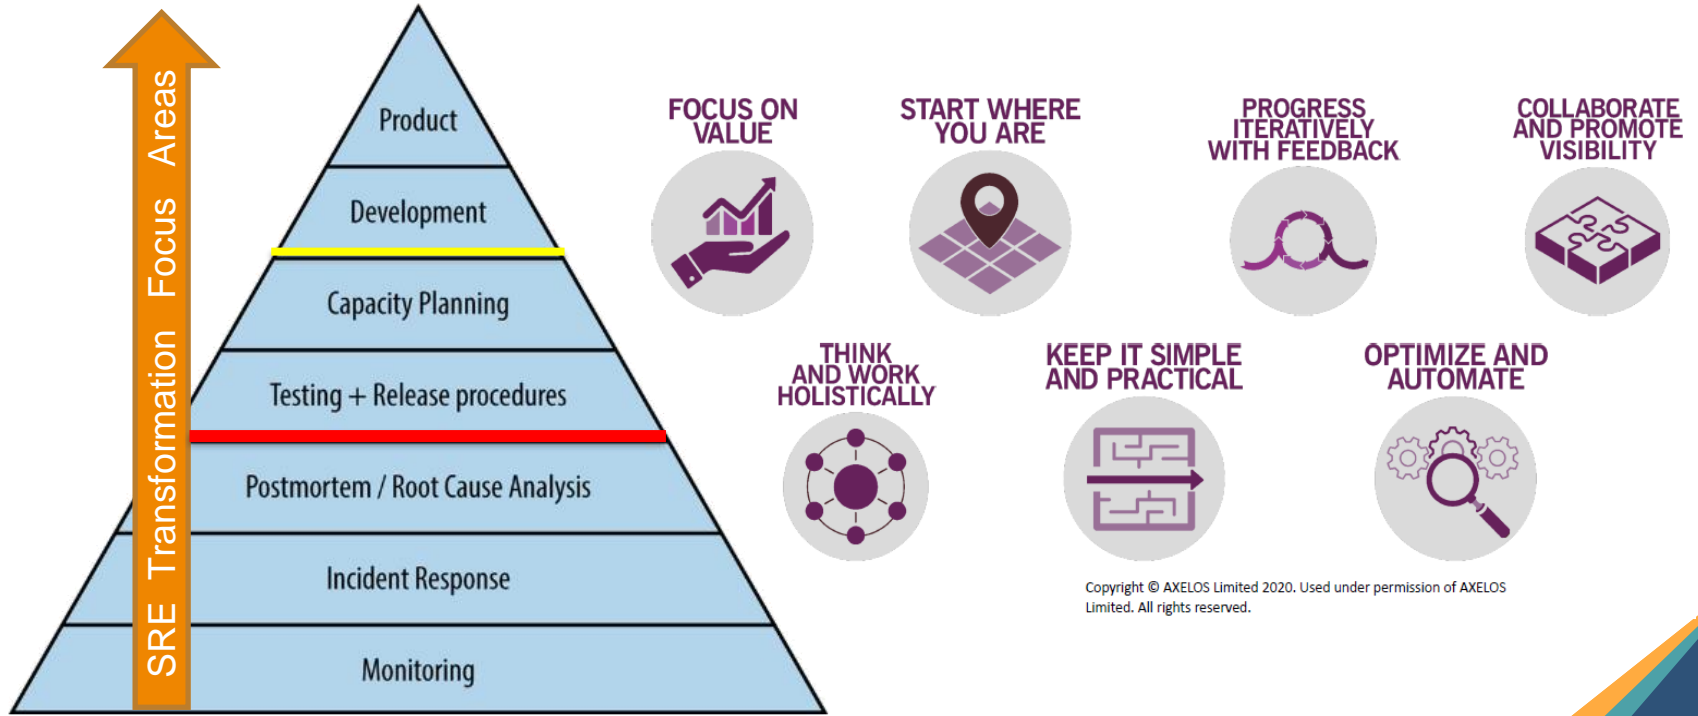 SRE Transformation Focus Areas
Product
Development
Capacity Planning
Testing + Release procedures
Postmortem / Root Cause Analysis
Incident Response
Monitoring
FOCUS ON
VALUE
START WHERE
YOU ARE
PROGRESS
ITERATIVELY
WITH FEEDBACK
COLLABORATE
AND PROMOTE
VISIBILITY
THINK
AND WORK
HOLISTICALLY
KEEP IT SIMPLE
AND PRACTICAL
OPTIMIZE AND
AUTOMATE
Copyright © AXELOS Limited 2020. Used under permission of AXELOS
Limited. All rights reserved.